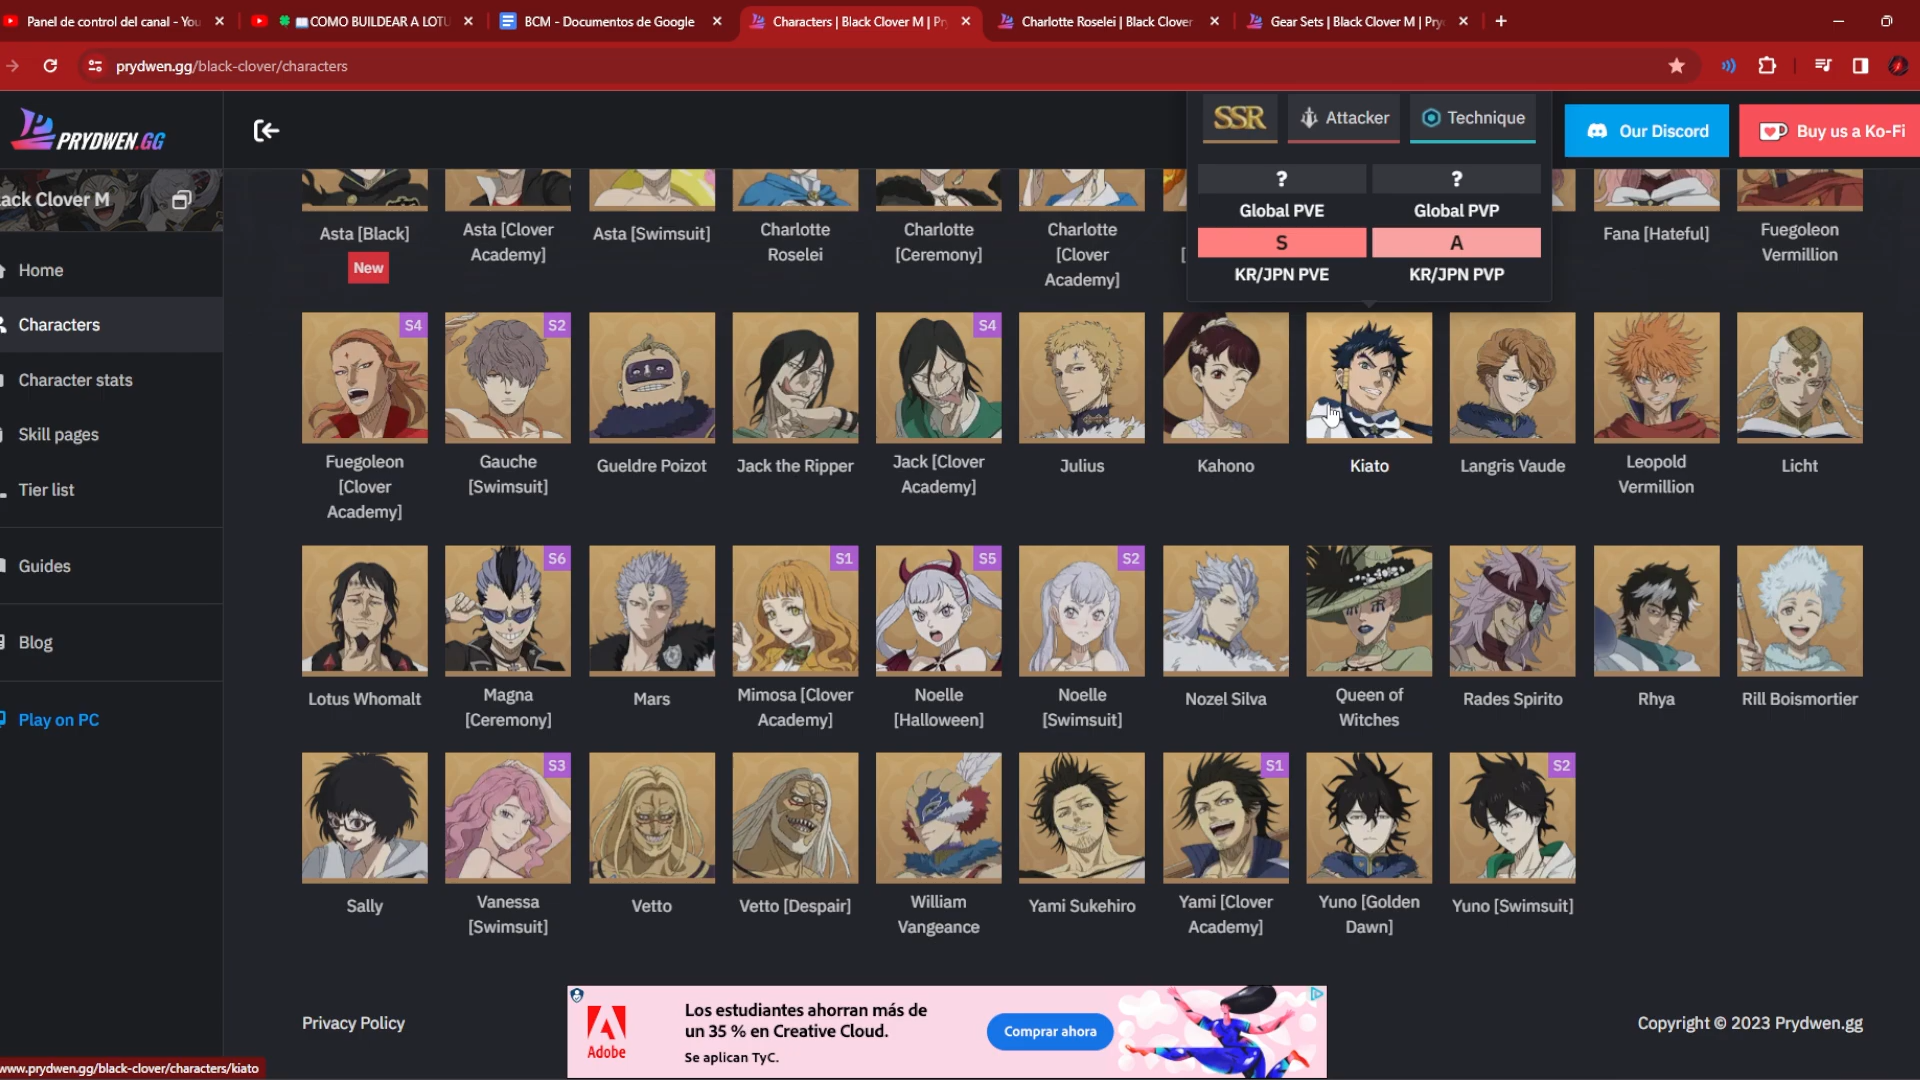 Panel de control del canal - You
COMO BUILDEAR A LOTU
BCM - Documentos de Google
Characters | Black Clover M | Pr
Charlotte Roselei | Black Clover
Gear Sets | Black Clover M | Pry
prydwen.gg/black-clover/characters
PRYDWEN.GG
SSR
Attacker
Technique
Our Discord
Buy us a Ko-Fi
?
?
Global PVE
Global PVP
S
A
KR/JPN PVE
KR/JPN PVP
ack Clover M
Home
Characters
Character stats
Skill pages
Tier list
Guides
Blog
Play on PC
Asta [Black]
New
Asta [Clover
Academy]
Asta [Swimsuit]
Charlotte
Roselei
Charlotte
[Ceremony]
Charlotte
[Clover
Academy]
[
Fana [Hateful]
Fuegoleon
Vermillion
S4
Fuegoleon
[Clover
Academy]
S2
Gauche
[Swimsuit]
Gueldre Poizot
Jack the Ripper
S4
Jack [Clover
Academy]
Julius
Kahono
Kiato
Langris Vaude
Leopold
Vermillion
Licht
Lotus Whomalt
S6
Magna
[Ceremony]
Mars
S1
Mimosa [Clover
Academy]
S5
Noelle
[Halloween]
S2
Noelle
[Swimsuit]
Nozel Silva
Queen of
Witches
Rades Spirito
Rhya
Rill Boismortier
Sally
S3
Vanessa
[Swimsuit]
Vetto
Vetto [Despair]
William
Vangeance
Yami Sukehiro
S1
Yami [Clover
Academy]
Yuno [Golden
Dawn]
S2
Yuno [Swimsuit]
Privacy Policy
Adobe
Los estudiantes ahorran más de
un 35 % en Creative Cloud.
Se aplican TyC.
Comprar ahora
Copyright © 2023 Prydwen.gg
www.prydwen.gg/black-clover/characters/kiato